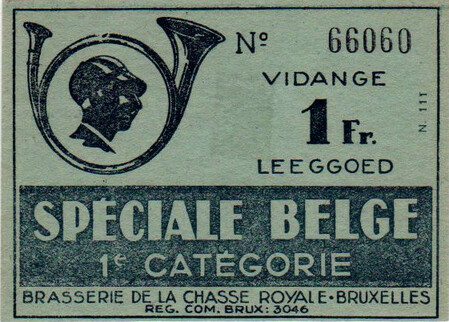 Nº 66060
VIDANGE
1 Fr.
LEEGGOED
N. 111
SPÉCIALE BELGE
1e CATÉGORIE
BRASSERIE DE LA CHASSE ROYALE•BRUXELLES
REG. COM. BRUX: 3046